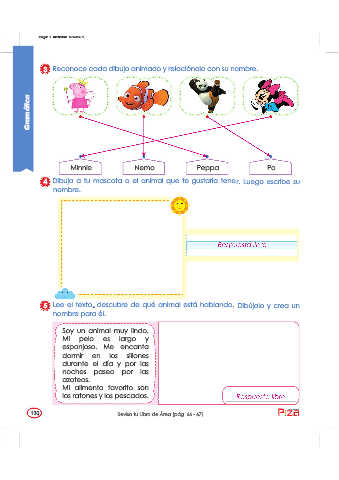 3 Reconoce cada dibujo animado y relaciónalo con su nombre.
Gramática
Minnie Nemo Peppa Po
4 Dibuja a tu mascota o el animal que te gustaría tener. Luego escribe su
nombre.
Respuesta libre
5 Lee el texto, descubre de qué animal está hablando. Dibújalo y crea un
nombre para él.
Soy un animal muy lindo.
Mi pelo es largo y
esponjoso. Me encanta
dormir en los sillones
durante el día y por las
noches paseo por las
azoteas.
Mi alimento favorito son
los ratones y los pescados.
Respuesta libre
Revisa tu Libro de Área (pág. 66 - 67)